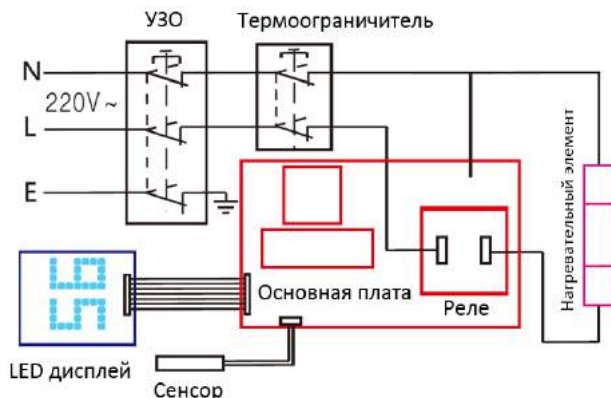 УЗО
Термоограничитель
N
220V~
L
E
Нагревательный элемент
Основная плата
Реле
LED дисплей
Сенсор